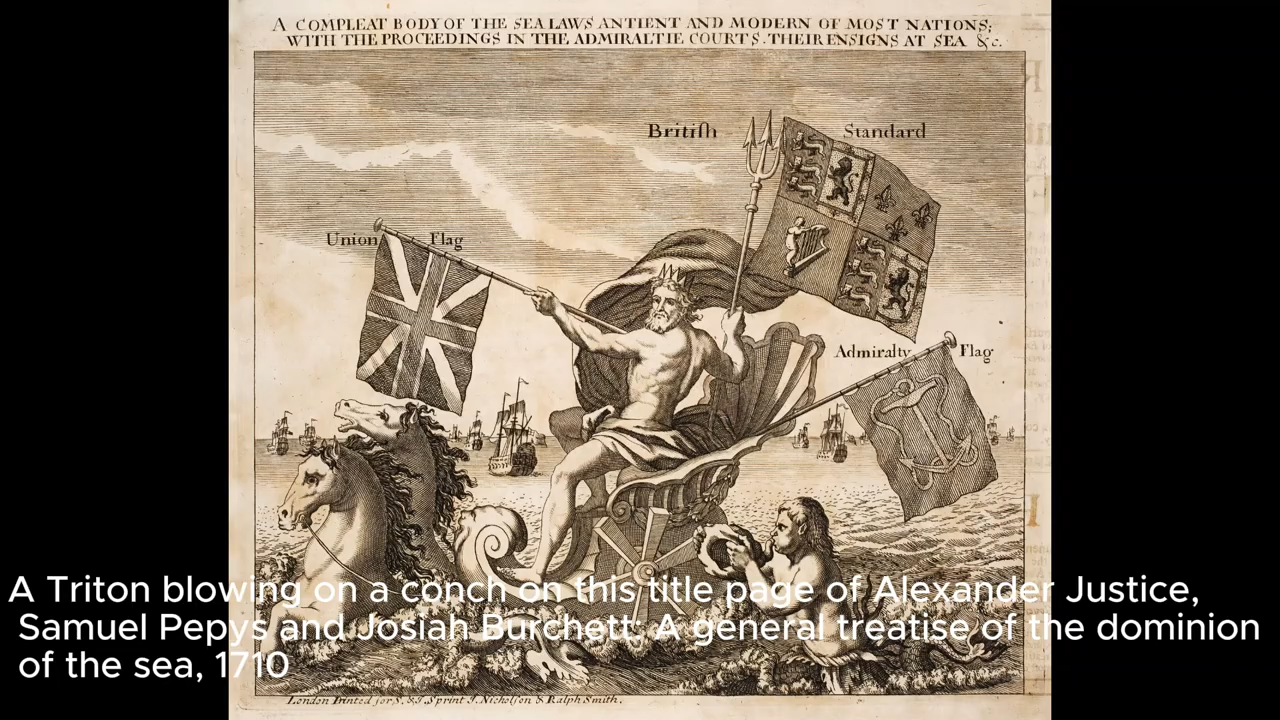 A COMPLEAT BODY OF THE SEA LAWS ANTIENT AND MODERN OF MOST NATIONS;
WITH THE PROCEEDINGS IN THE ADMIRALTIE COURTS. THEIR ENSIGNS AT SEA &c.
Britiſh Standard
Union Flag
Admiralty Flag
A Triton blowing on a conch on this title page of Alexander Justice,
Samuel Pepys and Josiah Burchett: A general treatise of the dominion
of the sea, 1710
London Printed for S. & J. Sprint J. Nicholſon & Ralph Smith.